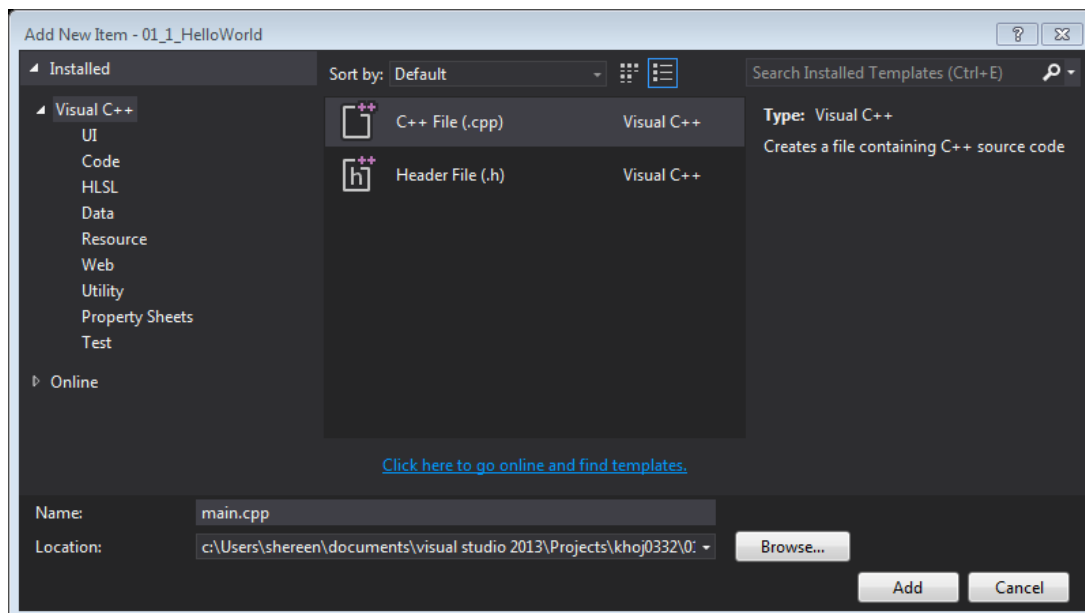 Add New Item - 01_1_HelloWorld
Installed
Sort by: Default
Search Installed Templates (Ctrl+E)
Visual C++
UI
Code
HLSL
Data
Resource
Web
Utility
Property Sheets
Test
Online
C++ File (.cpp) Visual C++
Header File (.h) Visual C++
Type: Visual C++
Creates a file containing C++ source code
Click here to go online and find templates.
Name: main.cpp
Location: c:\Users\shereen\documents\visual studio 2013\Projects\khoj0332\0
Browse...
Add Cancel